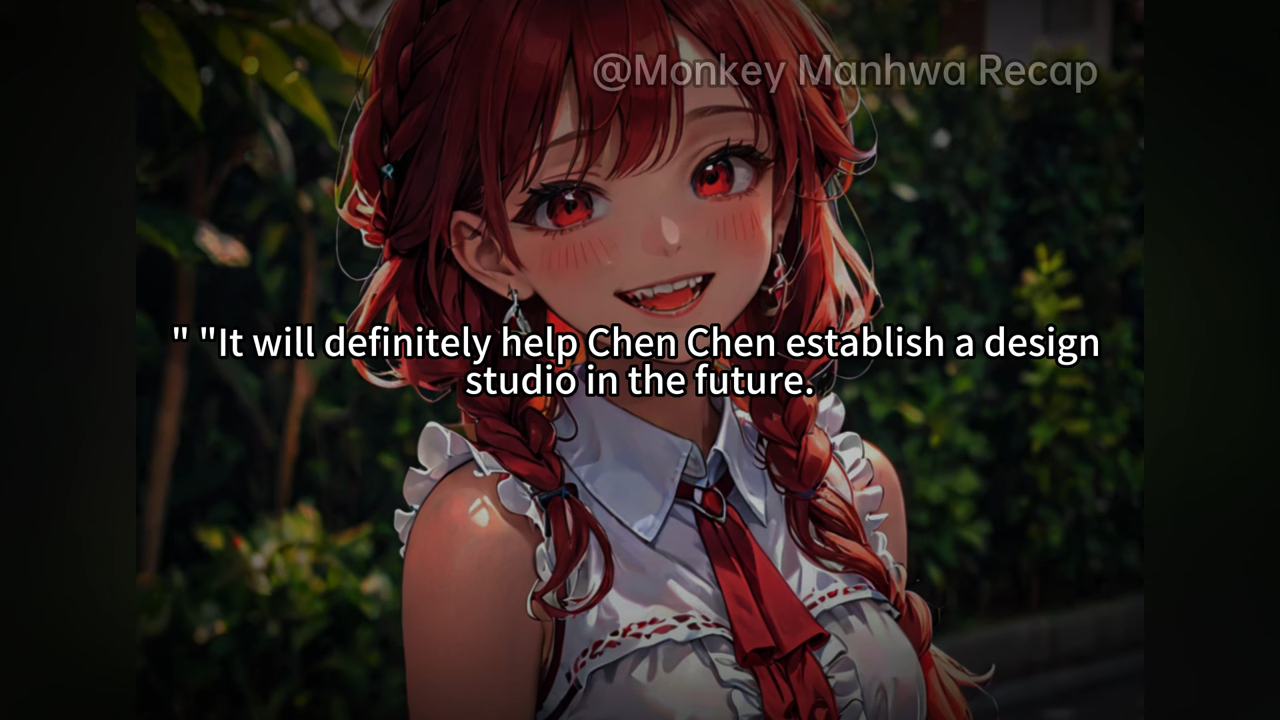 @Monkey Manhwa Recap
" "It will definitely help Chen Chen establish a design
studio in the future.